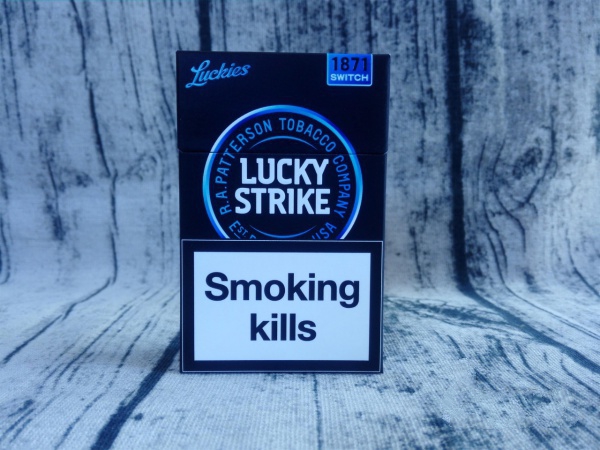 Luckies
1871
SWITCH
R.A.PATTERSON TOBACCO COMPANY
LUCKY
STRIKE
EST.
USA
Smoking
kills